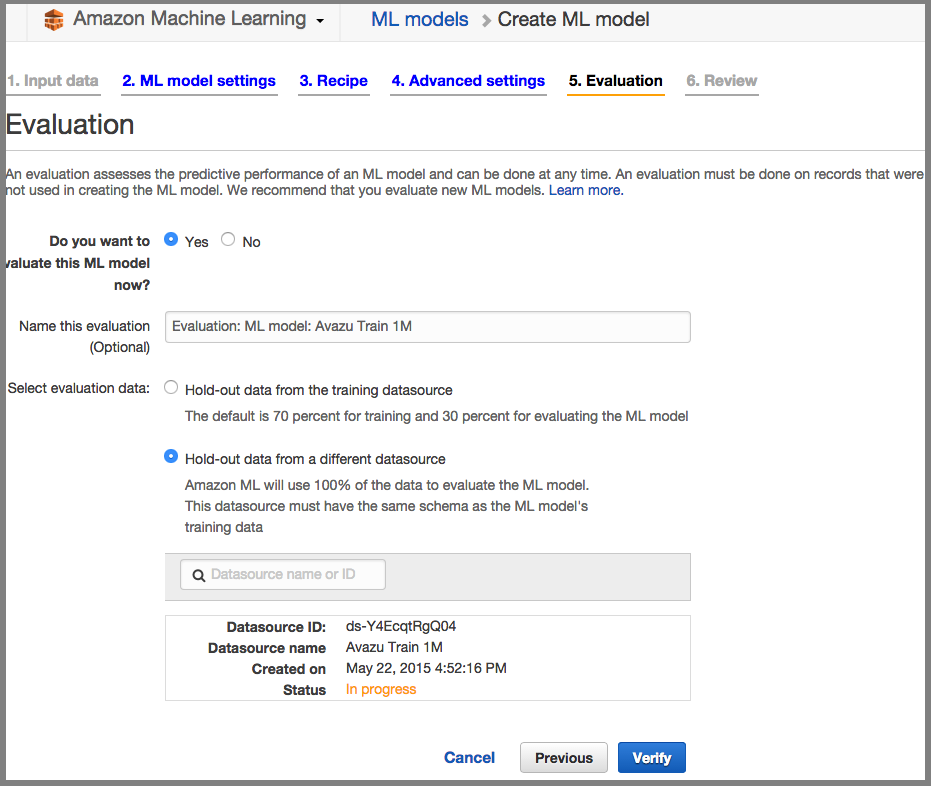 Amazon Machine Learning ML models Create ML model
1. Input data 2. ML model settings 3. Recipe 4. Advanced settings 5. Evaluation 6. Review
Evaluation
An evaluation assesses the predictive performance of an ML model and can be done at any time. An evaluation must be done on records that were
not used in creating the ML model. We recommend that you evaluate new ML models. Learn more.
Do you want to
valuate this ML model
now?
Yes No
Name this evaluation
(Optional)
Evaluation: ML model: Avazu Train 1M
Select evaluation data:
Hold-out data from the training datasource
The default is 70 percent for training and 30 percent for evaluating the ML model
Hold-out data from a different datasource
Amazon ML will use 100% of the data to evaluate the ML model.
This datasource must have the same schema as the ML model's
training data
Datasource name or ID
Datasource ID: ds-Y4EcqtRgQ04
Datasource name Avazu Train 1M
Created on May 22, 2015 4:52:16 PM
Status In progress
Cancel Previous Verify